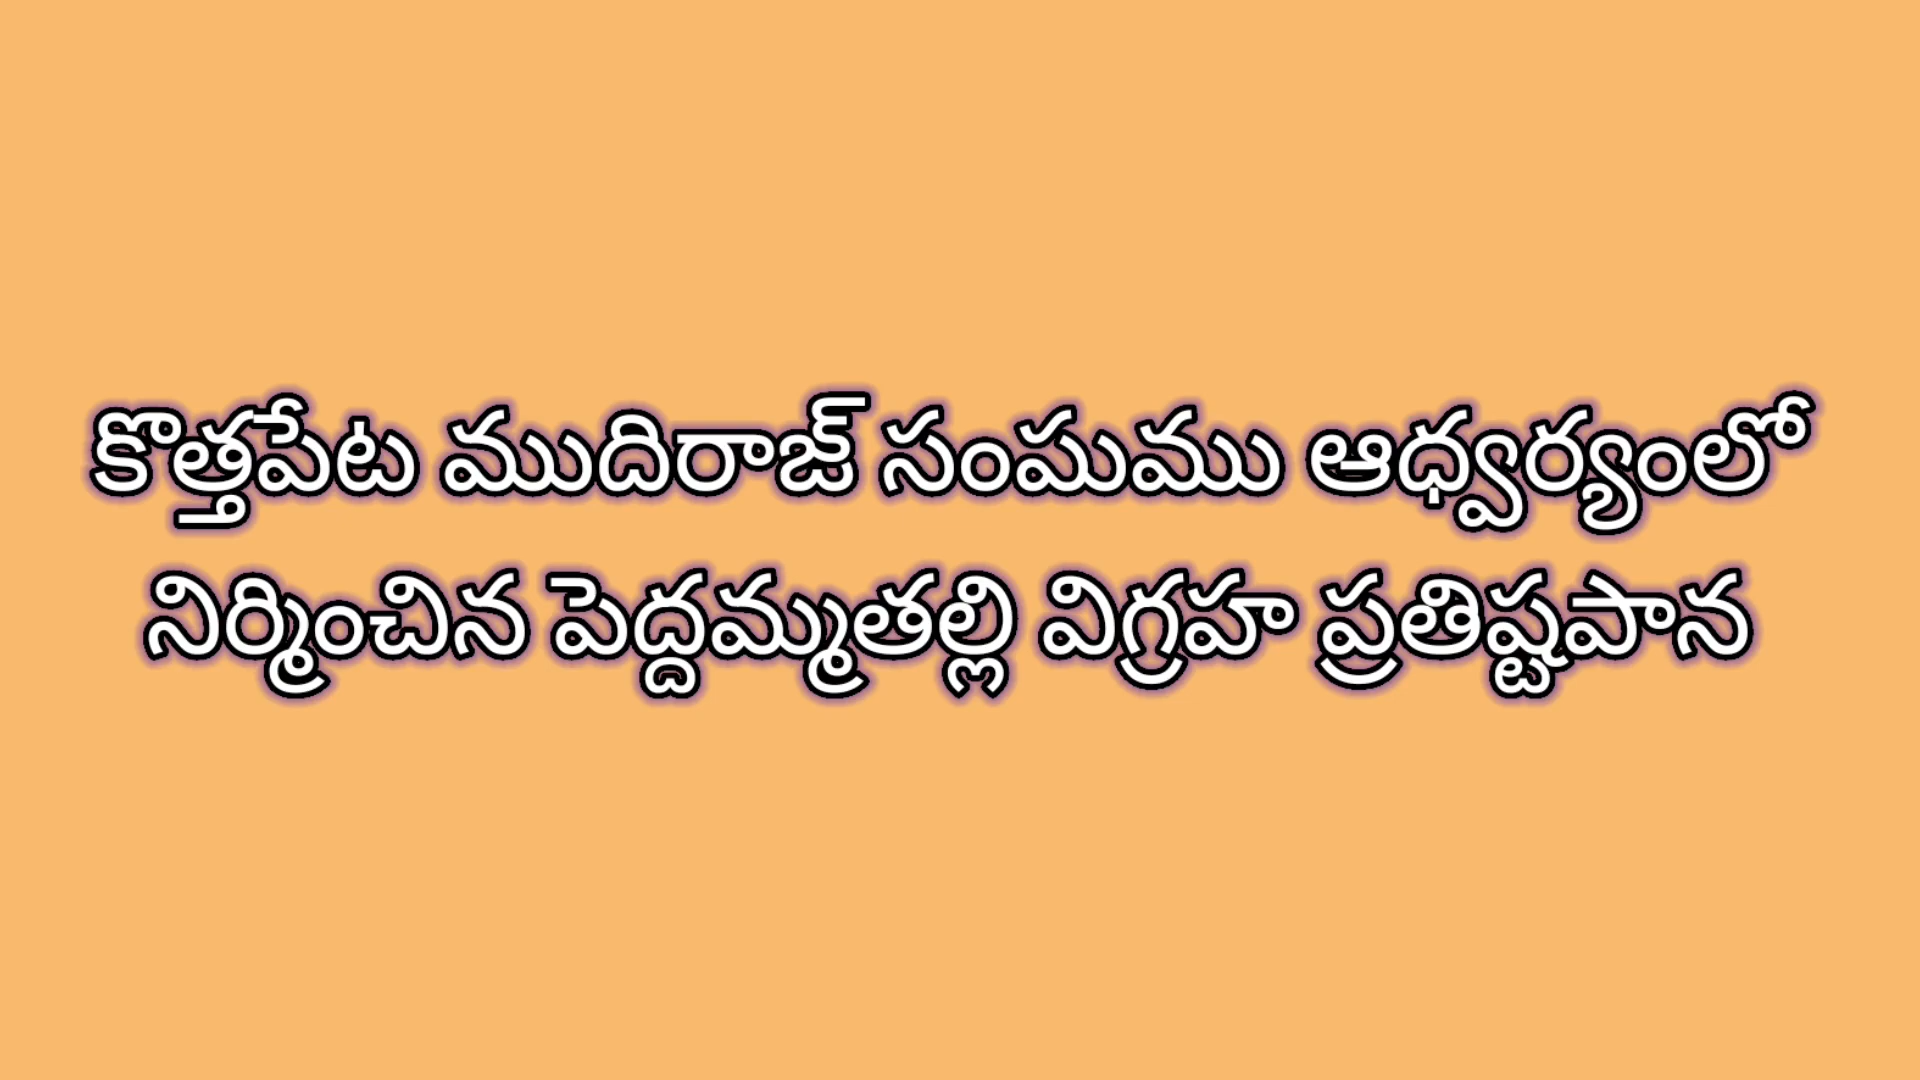 కొత్తపేట ముదిరాజ్ సంఘము ఆధ్వర్యంలో
నిర్మించిన పెద్దమ్మతల్లి విగ్రహ ప్రతిష్టపాన